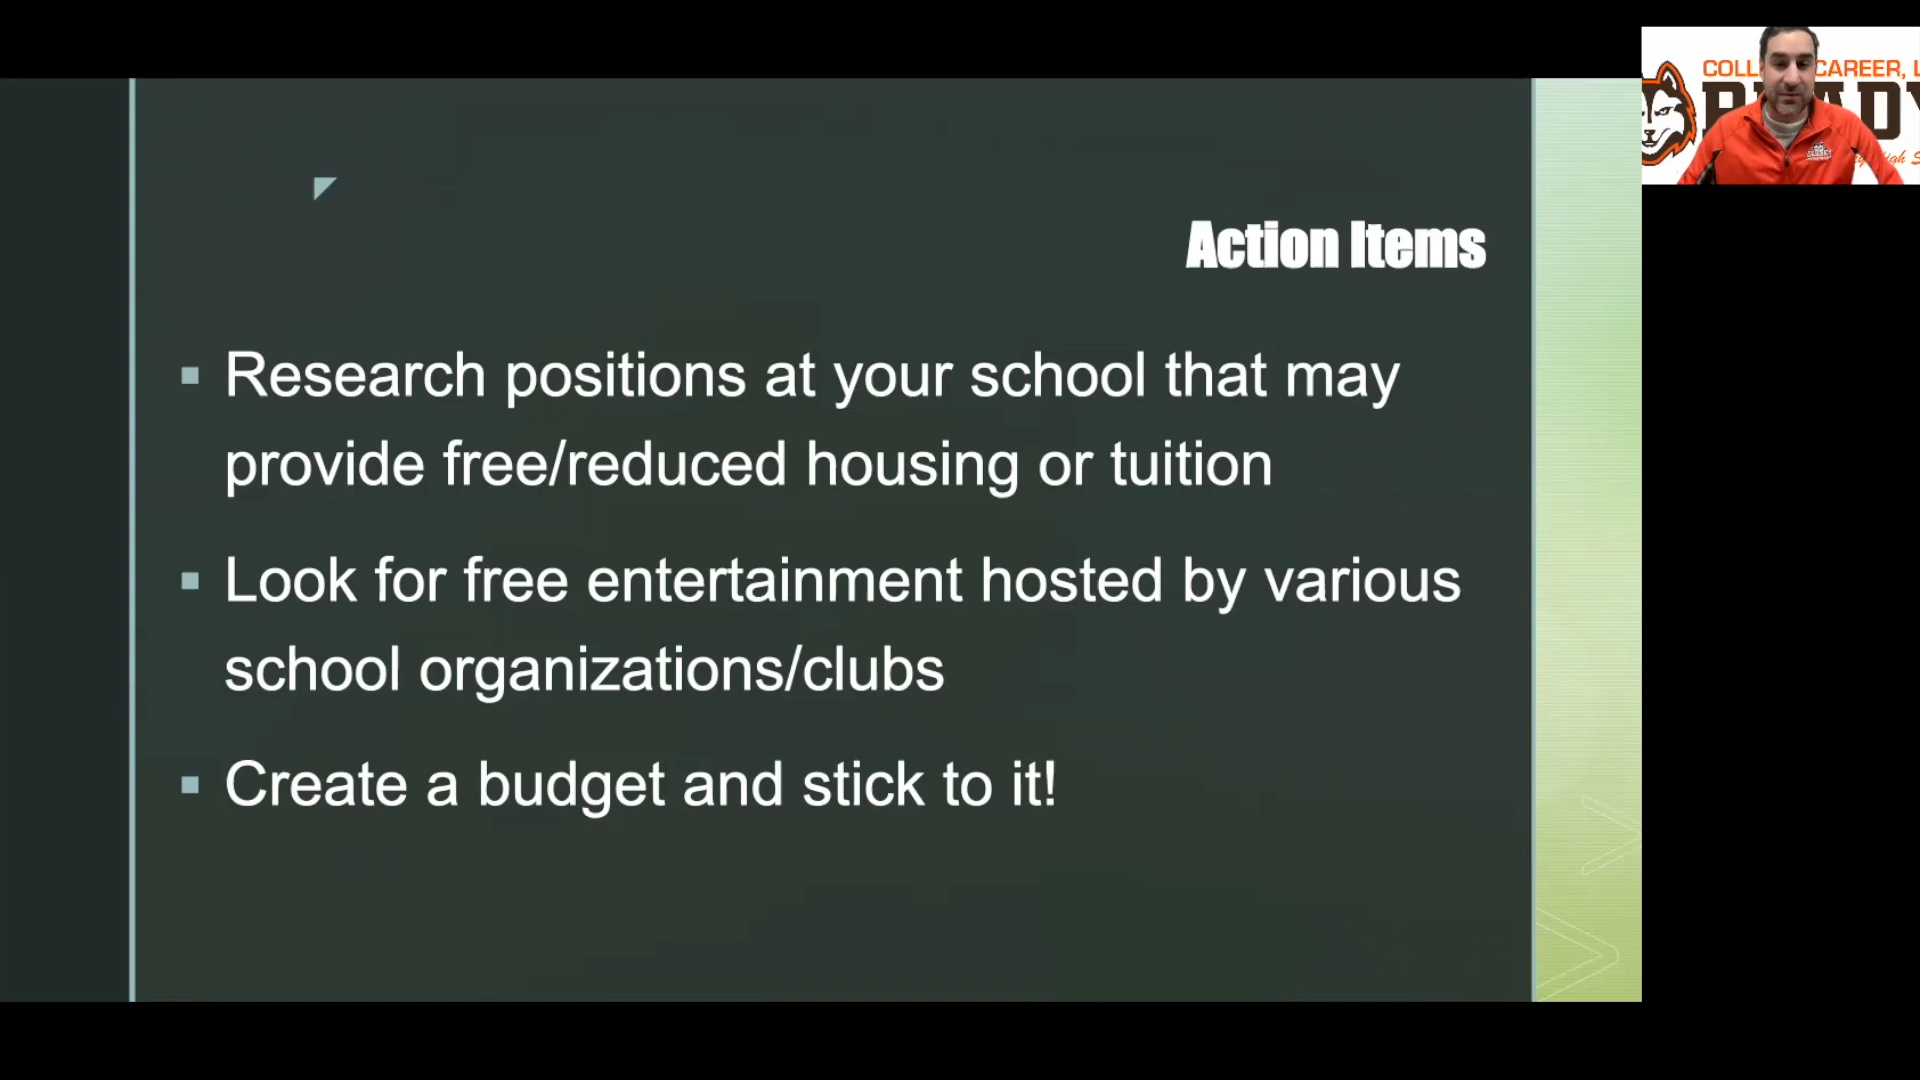 Action Items
Research positions at your school that may
provide free/reduced housing or tuition
Look for free entertainment hosted by various
school organizations/clubs
Create a budget and stick to it!
CAREER,